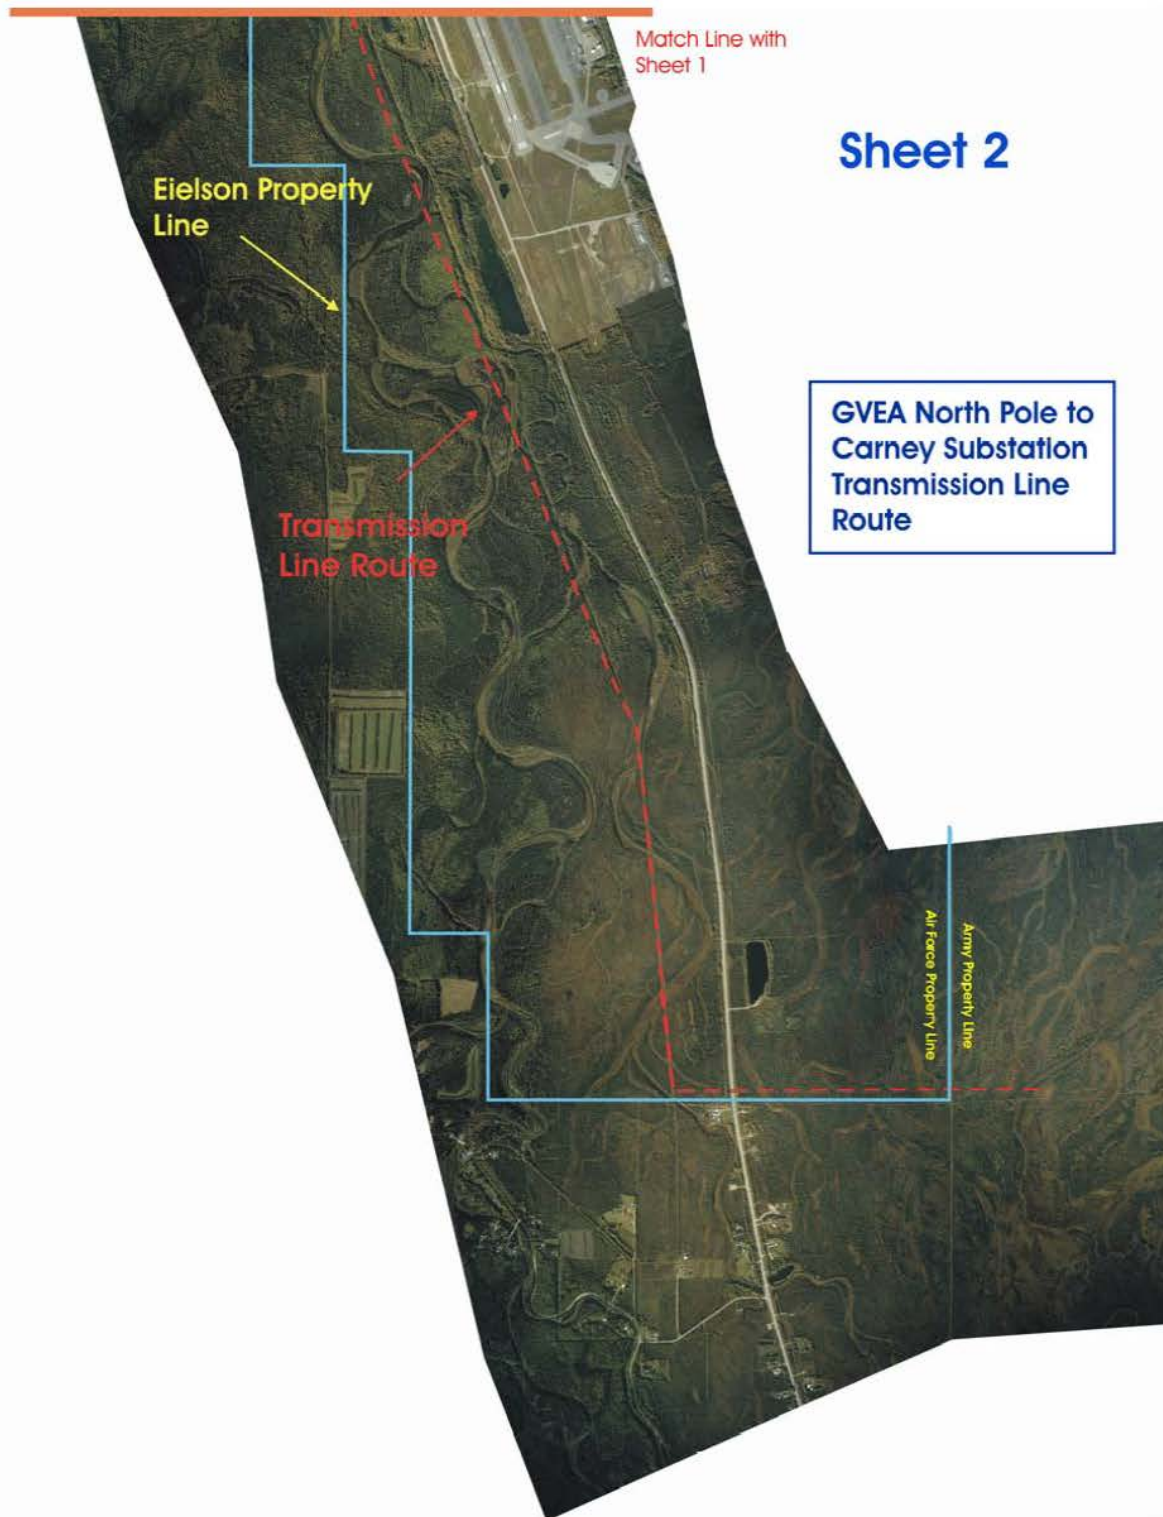 Match Line with
Sheet 1
Sheet 2
Eielson Property
Line
GVEA North Pole to
Carney Substation
Transmission Line
Route
Transmission
Line Route
Air Force Property Line
Army Property Line